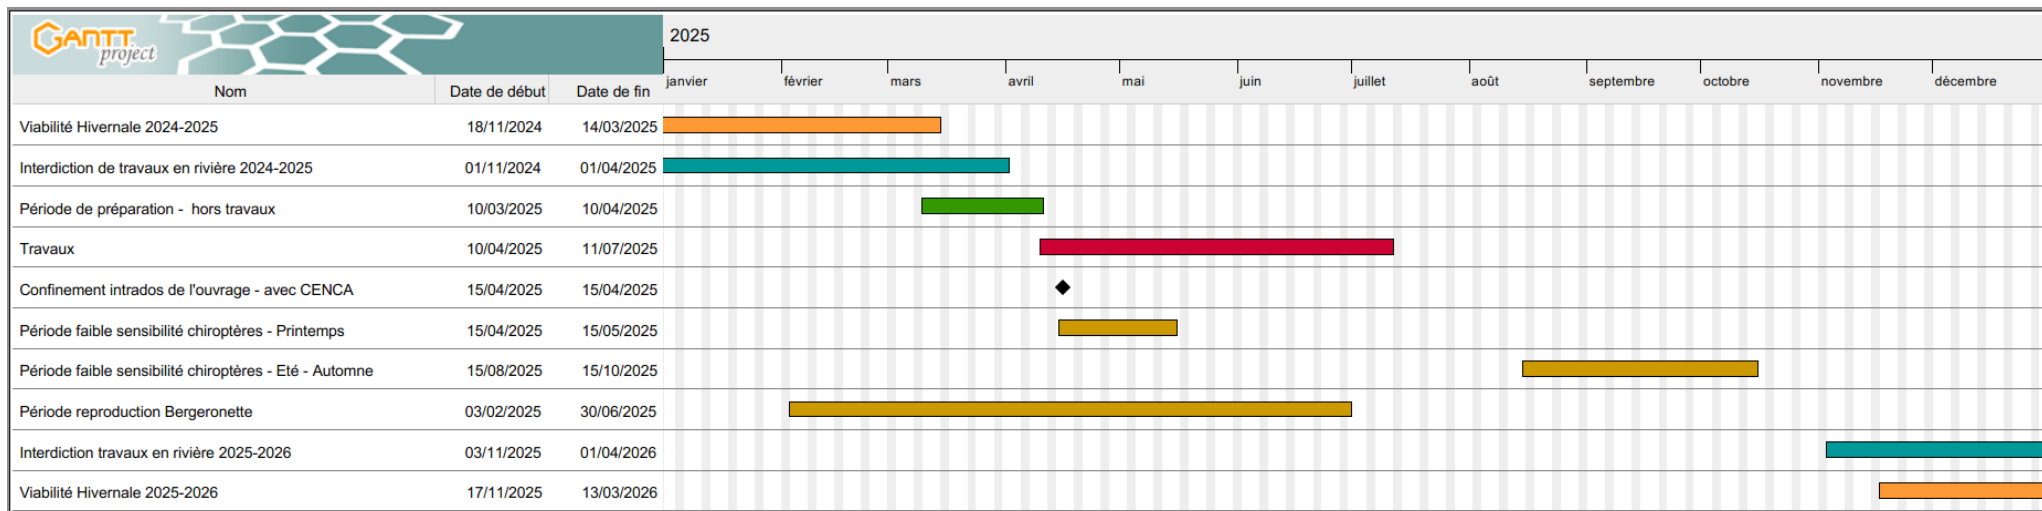 GANTT
project
2025
janvier février mars avril mai juin juillet août septembre octobre novembre décembre
Nom Date de début Date de fin
Viabilité Hivernale 2024-2025 18/11/2024 14/03/2025
Interdiction de travaux en rivière 2024-2025 01/11/2024 01/04/2025
Période de préparation - hors travaux 10/03/2025 10/04/2025
Travaux 10/04/2025 11/07/2025
Confinement intrados de l'ouvrage - avec CENCA 15/04/2025 15/04/2025
Période faible sensibilité chiroptères - Printemps 15/04/2025 15/05/2025
Période faible sensibilité chiroptères - Eté - Automne 15/08/2025 15/10/2025
Période reproduction Bergeronette 03/02/2025 30/06/2025
Interdiction travaux en rivière 2025-2026 03/11/2025 01/04/2026
Viabilité Hivernale 2025-2026 17/11/2025 13/03/2026